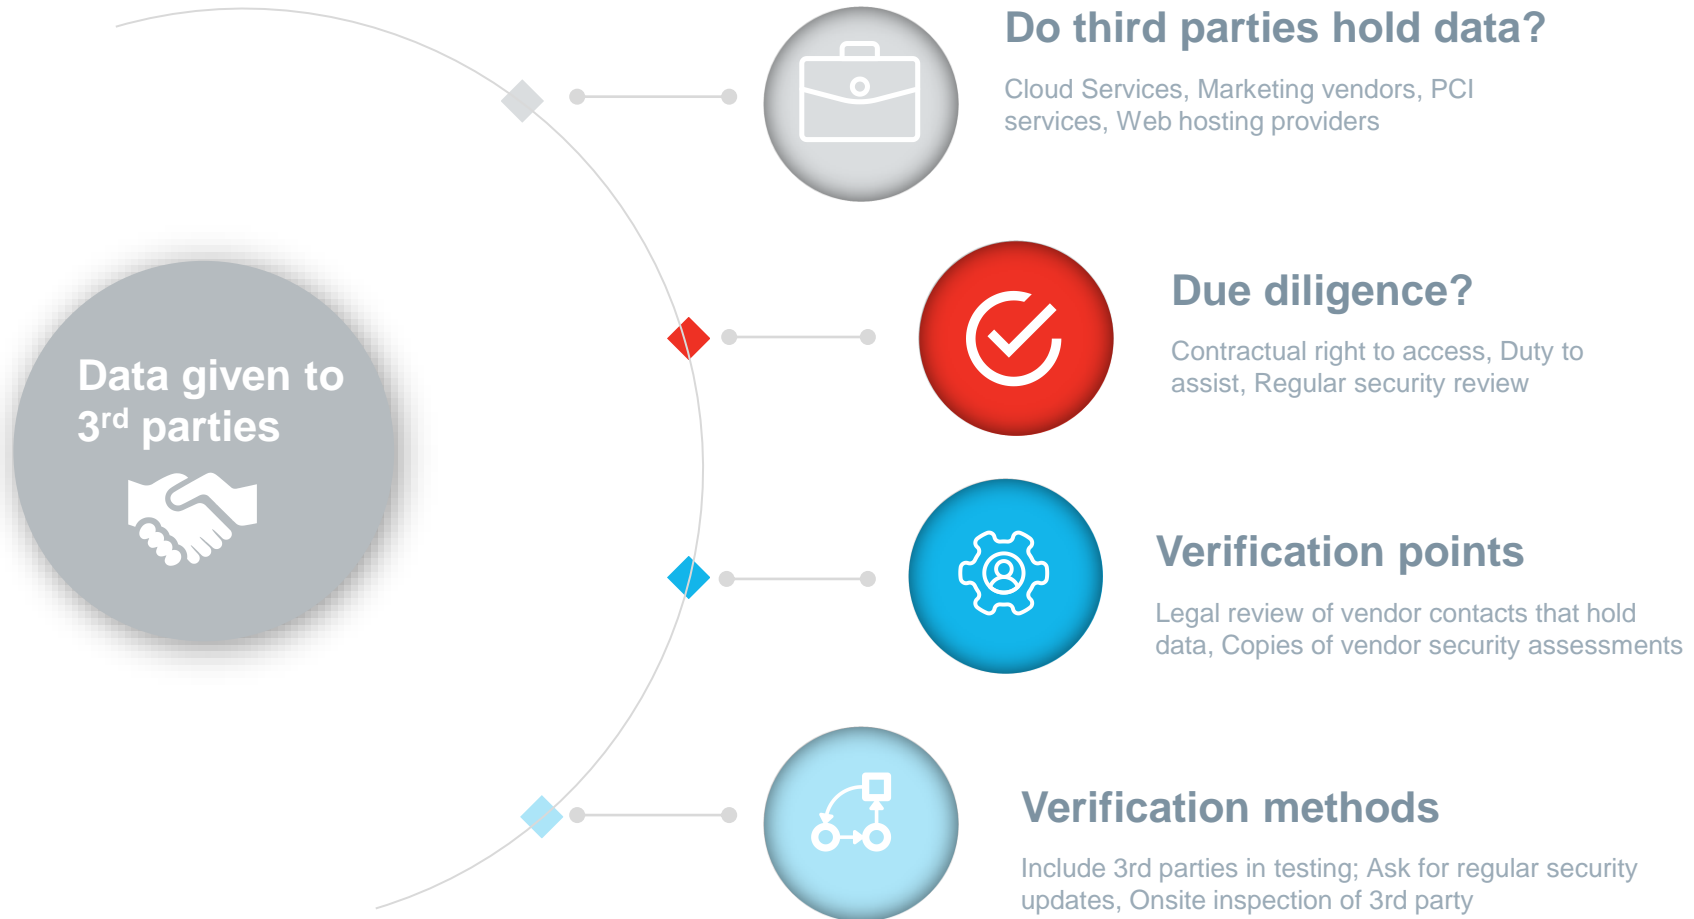 Do third parties hold data?
Cloud Services, Marketing vendors, PCI
services, Web hosting providers
Due diligence?
Contractual right to access, Duty to
assist, Regular security review
Data given to
3rd parties
Verification points
Legal review of vendor contacts that hold
data, Copies of vendor security assessments
Verification methods
Include 3rd parties in testing; Ask for regular security
updates, Onsite inspection of 3rd party